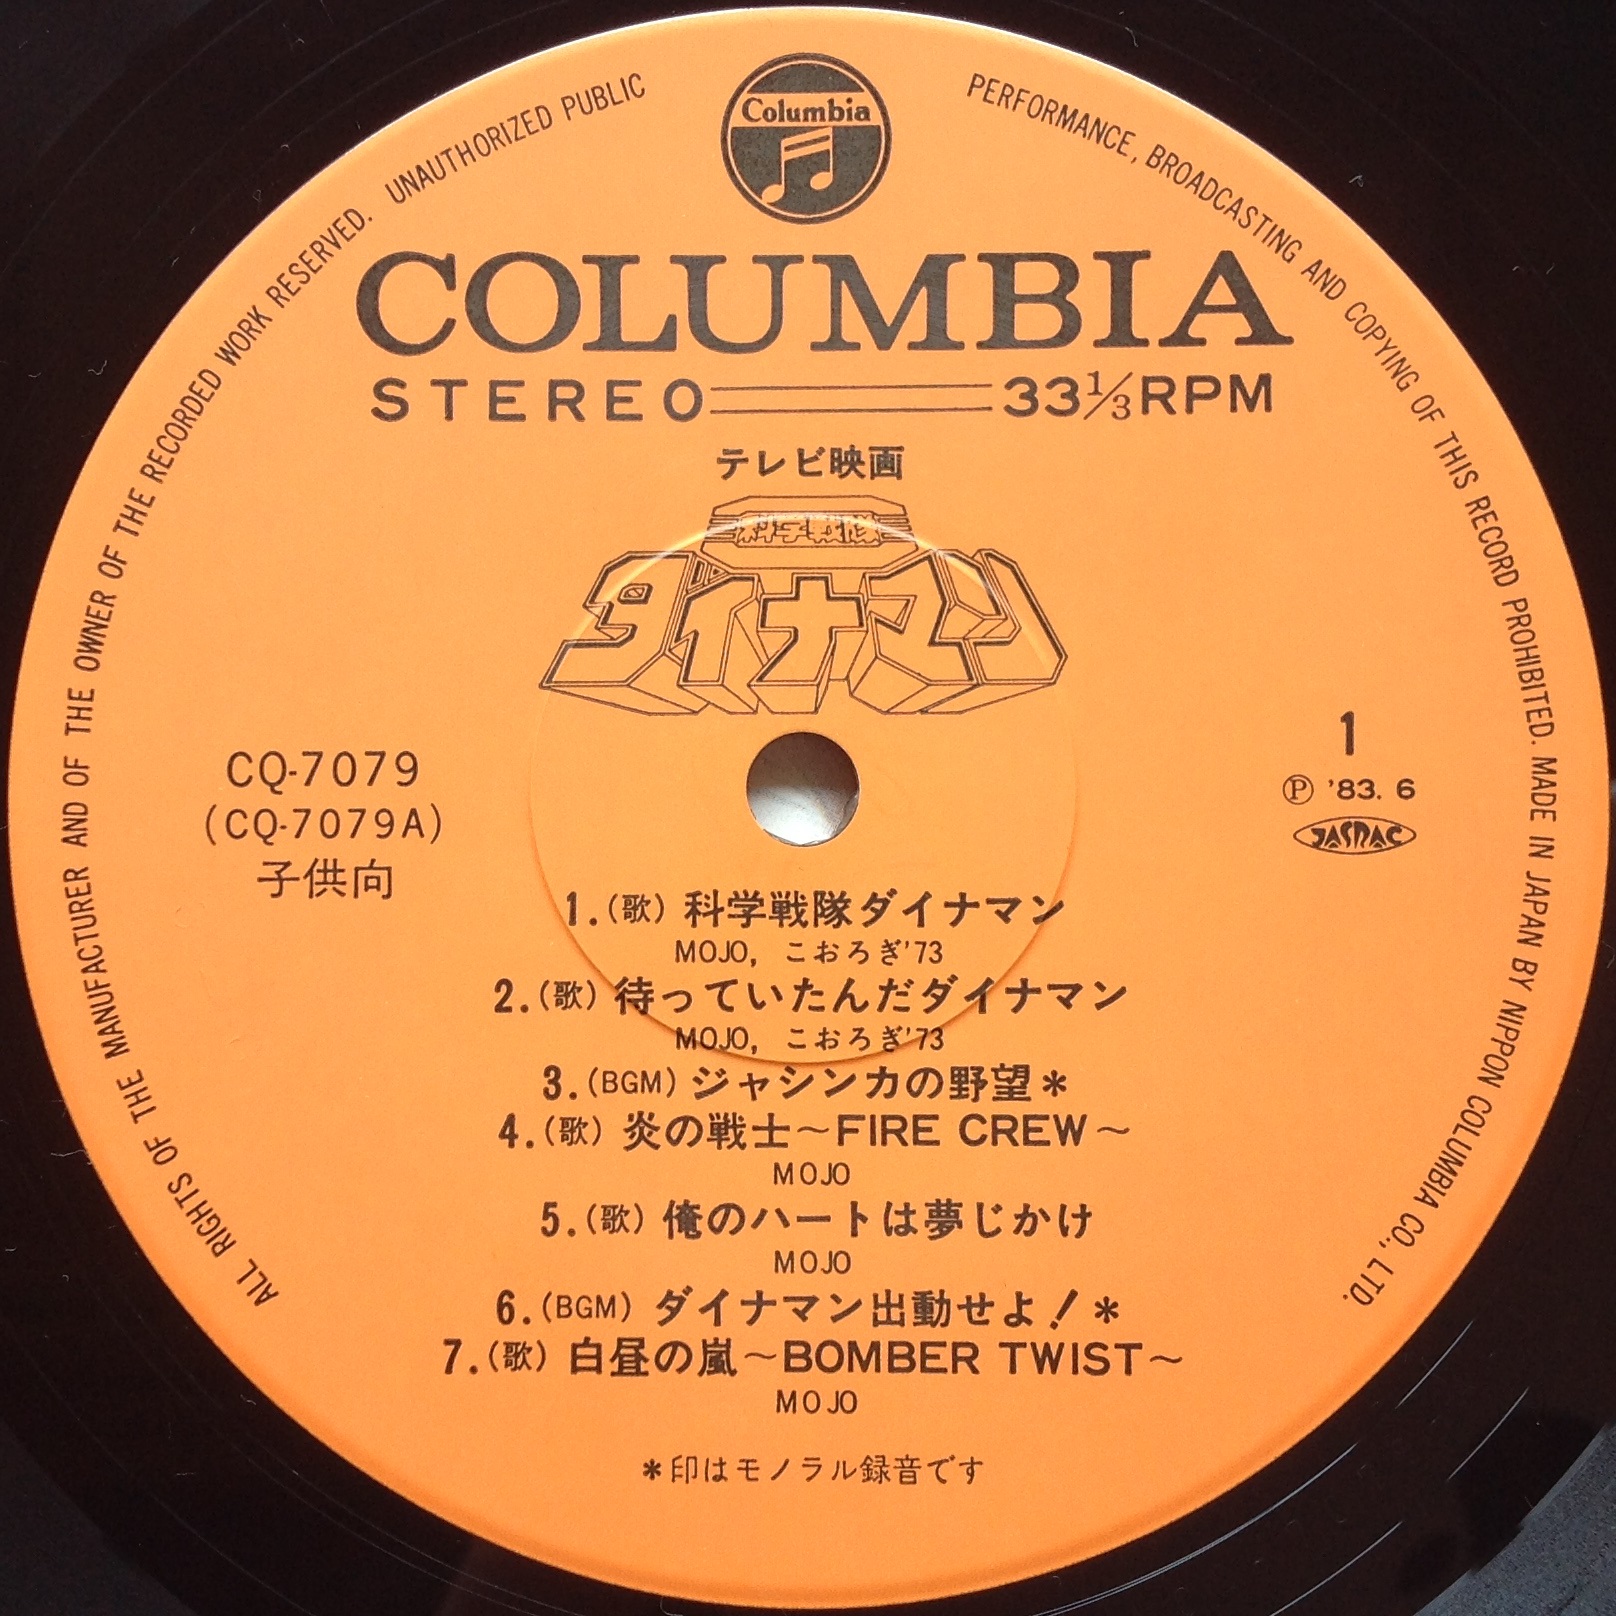 Columbia
COLUMBIA
STEREO 33⅓RPM
テレビ映画
科学戦隊
ダイナマン
CQ-7079
(CQ-7079A)
子供向
1
Ⓟ '83.6
JASRAC
1.(歌) 科学戦隊ダイナマン
MOJO, こおろぎ'73
2.(歌) 待っていたんだダイナマン
MOJO, こおろぎ'73
3.(BGM) ジャシンカの野望*
4.(歌) 炎の戦士～FIRE CREW～
MOJO
5.(歌) 俺のハートは夢じかけ
MOJO
6.(BGM) ダイナマン出動せよ！*
7.(歌) 白昼の嵐～BOMBER TWIST～
MOJO
*印はモノラル録音です
ALL RIGHTS OF THE MANUFACTURER AND OF THE OWNER OF THE RECORDED WORK RESERVED. UNAUTHORIZED PUBLIC PERFORMANCE, BROADCASTING AND COPYING OF THIS RECORD PROHIBITED. MADE IN JAPAN BY NIPPON COLUMBIA CO., LTD.